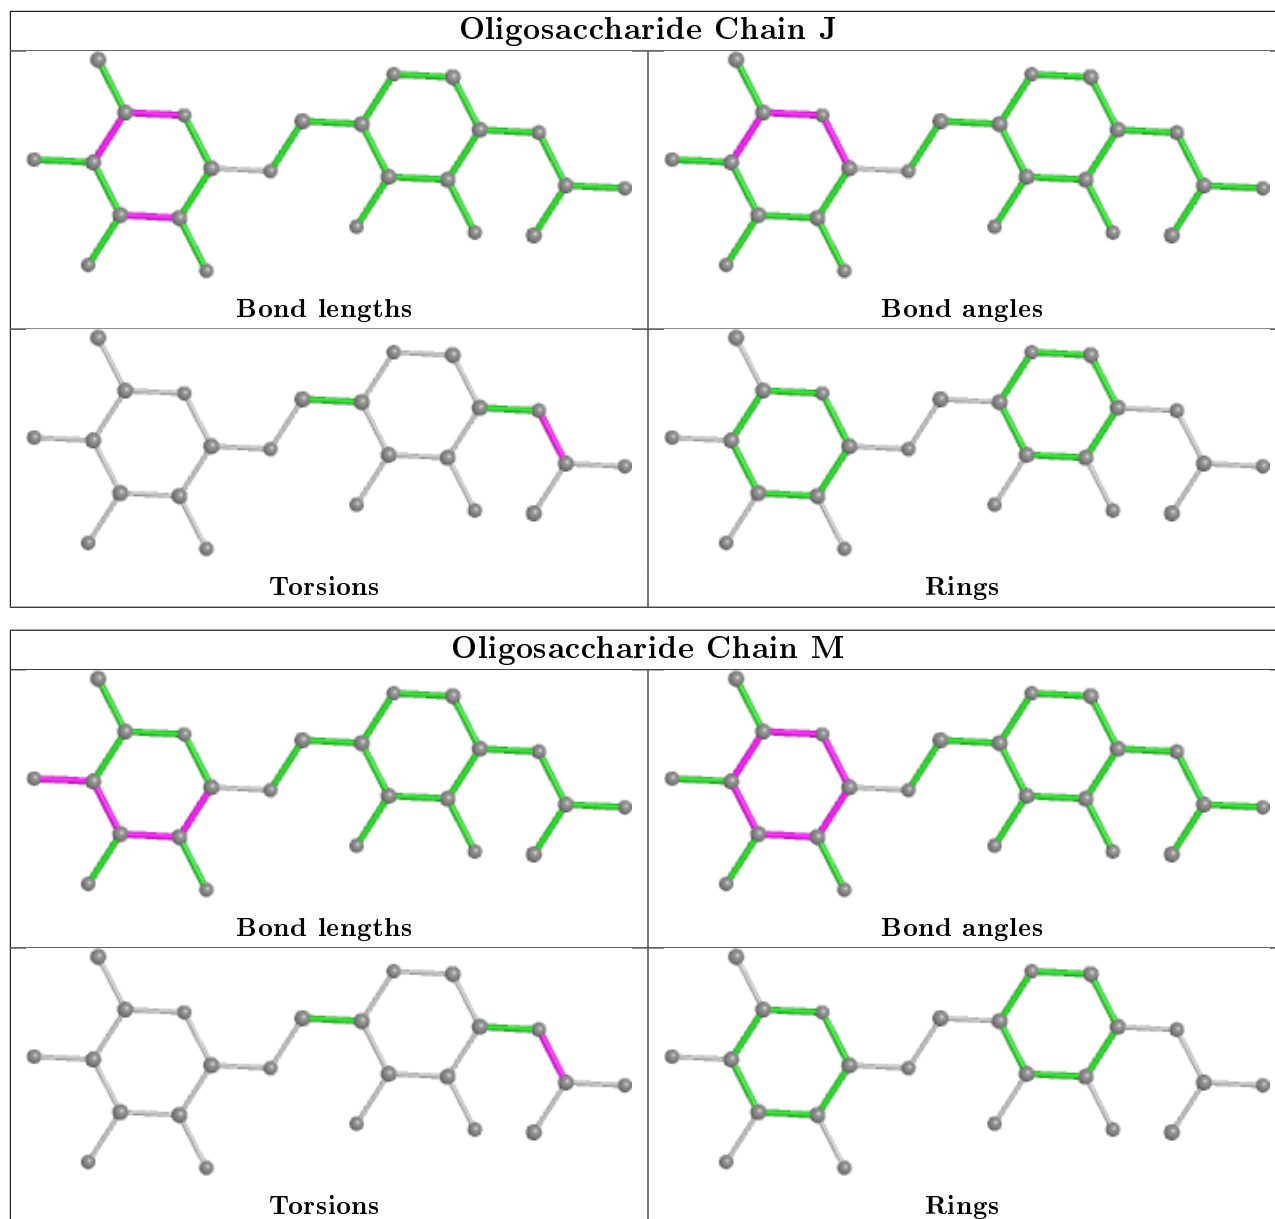 Oligosaccharide Chain J
Bond lengths
Bond angles
Torsions
Rings
Oligosaccharide Chain M
Bond lengths
Bond angles
Torsions
Rings